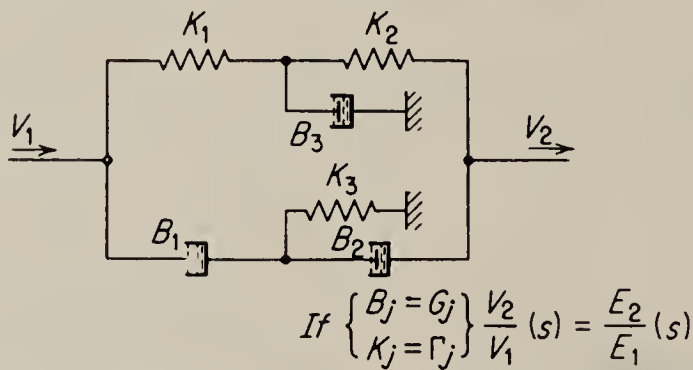 K₁
K₂
B₃
V₁
V₂
K₃
B₁
B₂
If { Bⱼ = Gⱼ Kⱼ = Γⱼ } V₂/V₁ (s) = E₂/E₁ (s)